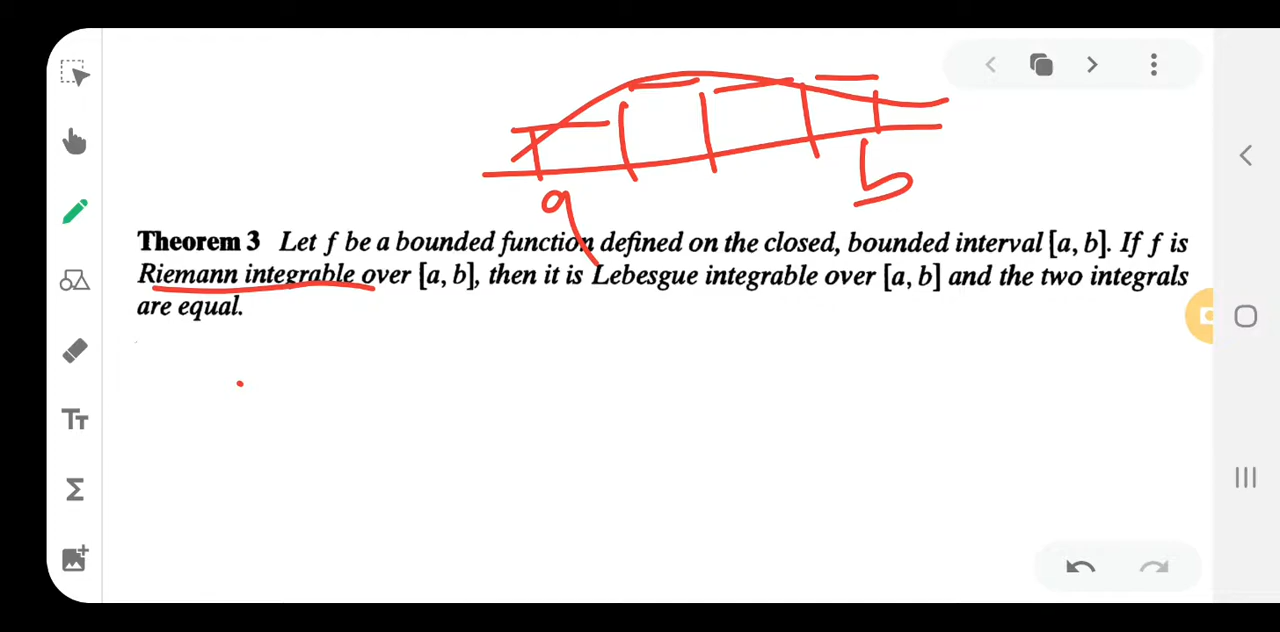 a b
Theorem 3 Let f be a bounded function defined on the closed, bounded interval [a, b]. If f is
Riemann integrable over [a, b], then it is Lebesgue integrable over [a, b] and the two integrals
are equal.
TT
Σ